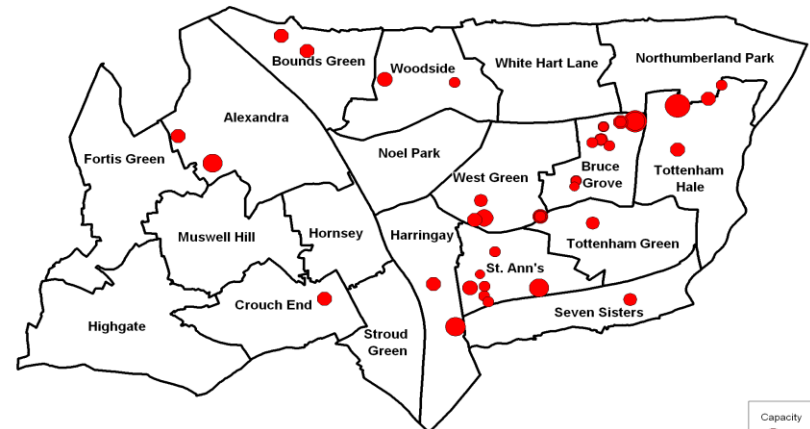 Bounds Green
Woodside
White Hart Lane
Northumberland Park
Alexandra
Fortis Green
Noel Park
West Green
Bruce
Grove
Tottenham
Hale
Muswell Hill
Hornsey
Harringay
Tottenham Green
St. Ann's
Crouch End
Highgate
Stroud
Green
Seven Sisters
Capacity